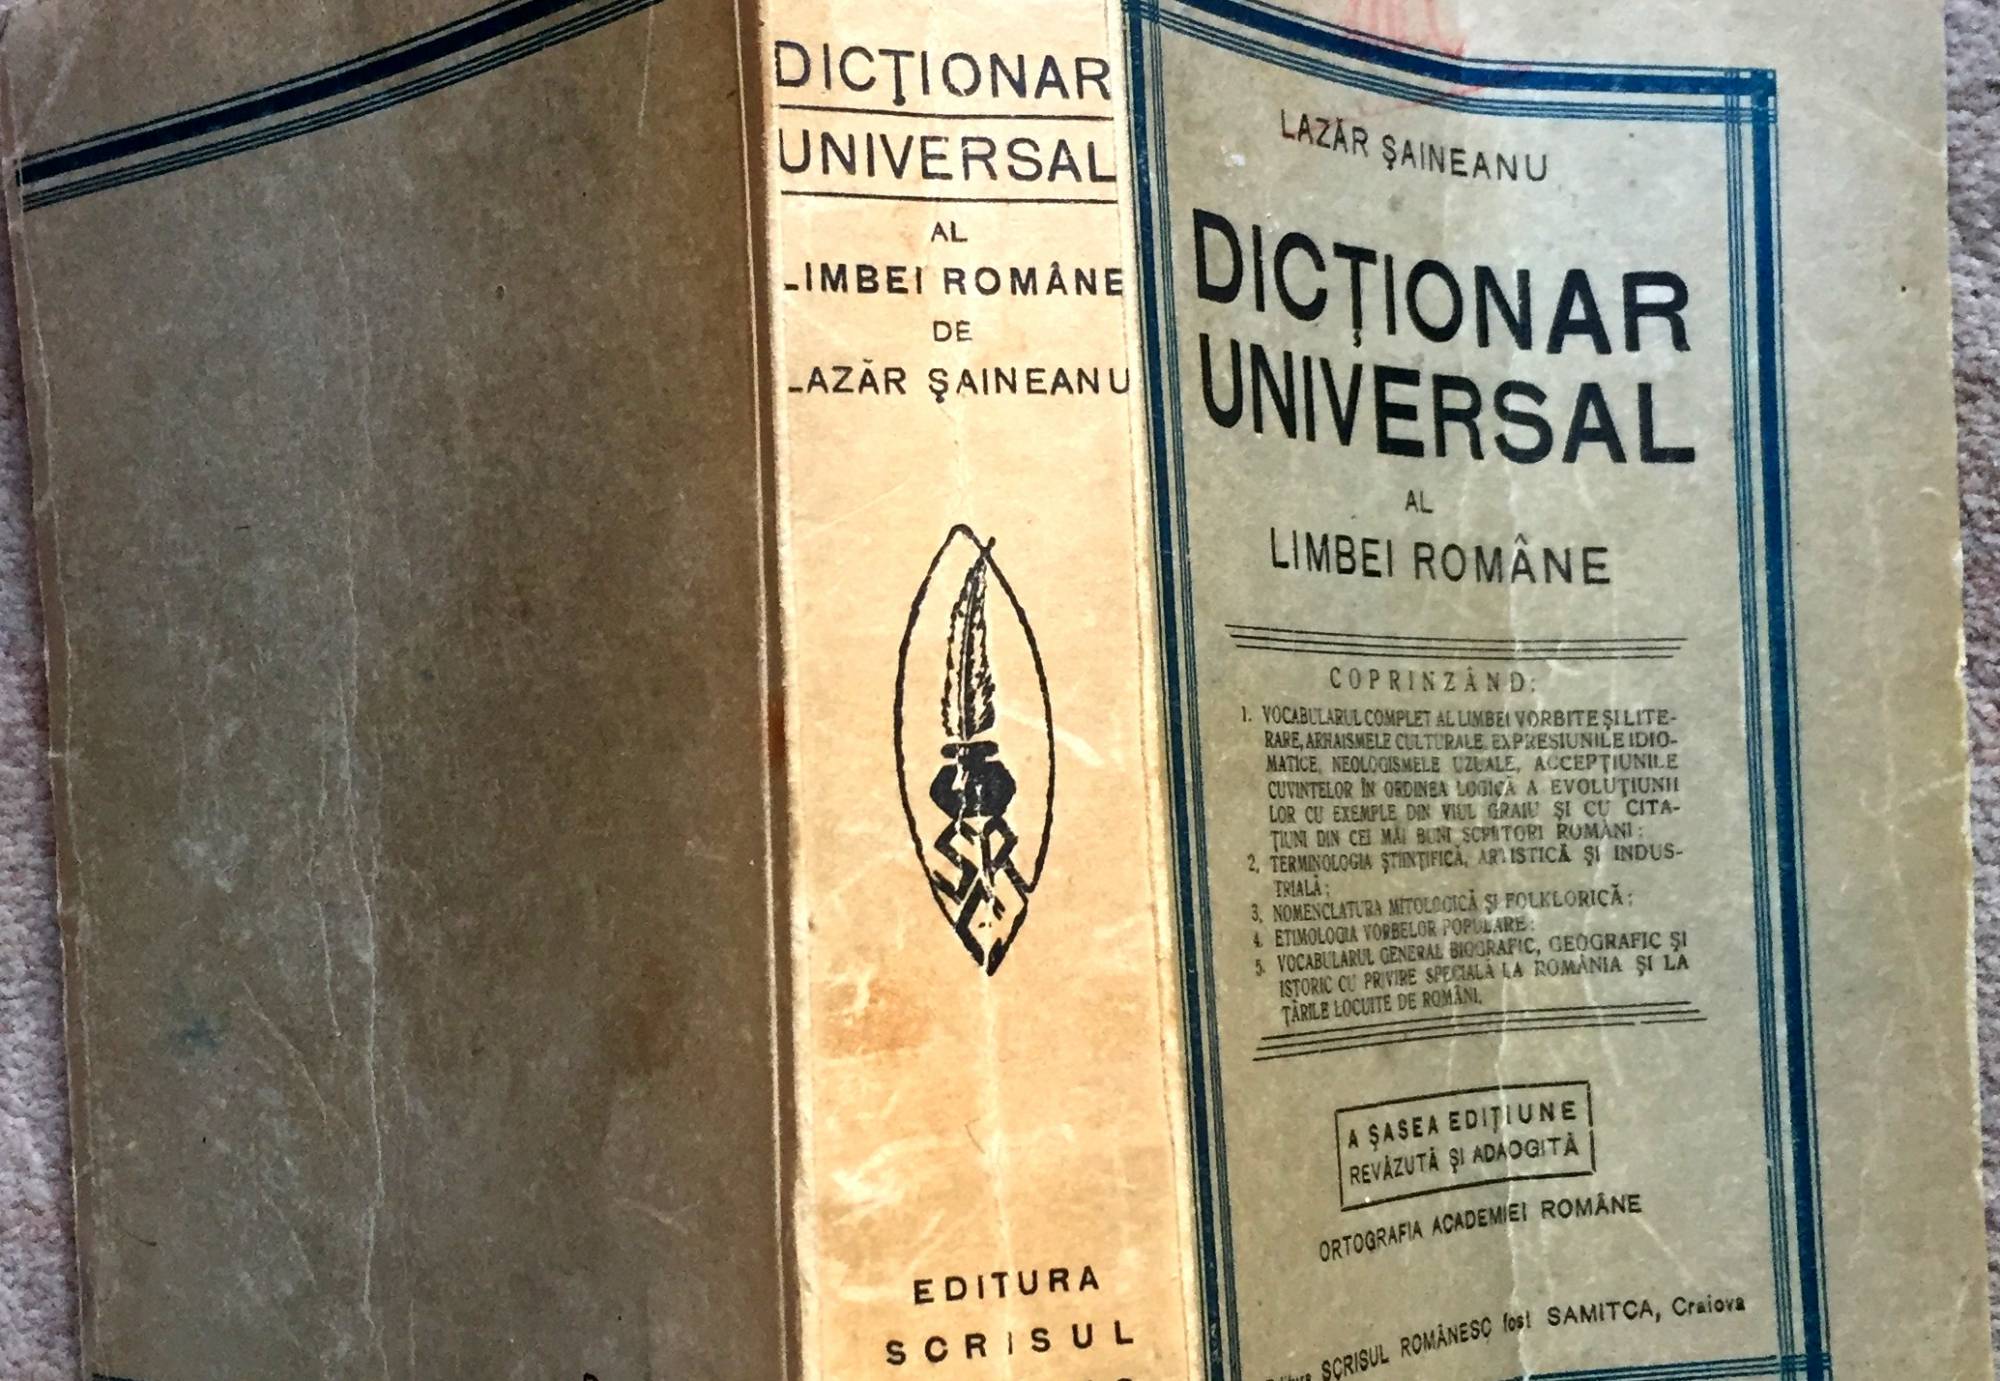 DICŢIONAR
UNIVERSAL
AL
LIMBEI ROMÂNE
DE
LAZĂR ŞAINEANU
EDITURA
SCRISUL
LAZĂR ŞAINEANU
DICŢIONAR
UNIVERSAL
AL
LIMBEI ROMÂNE
COPRINZÂND:
1. VOCABULARUL COMPLET AL LIMBEI VORBITE ŞI LITE-
RARE, ARHAISMELE CULTURALE, EXPRESIUNILE IDIO-
MATICE, NEOLOGISMELE UZUALE, ACCEPŢIUNILE
CUVINTELOR ÎN ORDINEA LOGICĂ A EVOLUŢIUNII
LOR CU EXEMPLE DIN VIUL GRAIU ŞI CU CITA-
ŢIUNI DIN CEI MAI BUNI SCRIITORI ROMÂNI;
2. TERMINOLOGIA ŞTIINŢIFICĂ, ARTISTICĂ ŞI INDUS-
TRIALĂ;
3. NOMENCLATURA MITOLOGICĂ ŞI FOLKLORICĂ;
4. ETIMOLOGIA VORBELOR POPULARE;
5. VOCABULARUL GENERAL BIOGRAFIC, GEOGRAFIC ŞI
ISTORIC CU PRIVIRE SPECIALĂ LA ROMÂNIA ŞI LA
ŢĂRILE LOCUITE DE ROMÂNI.
A ŞASEA EDIŢIUNE
REVĂZUTĂ ŞI ADAOGITĂ
ORTOGRAFIA ACADEMIEI ROMÂNE
SCRISUL ROMÂNESC fost SAMITCA, Craiova